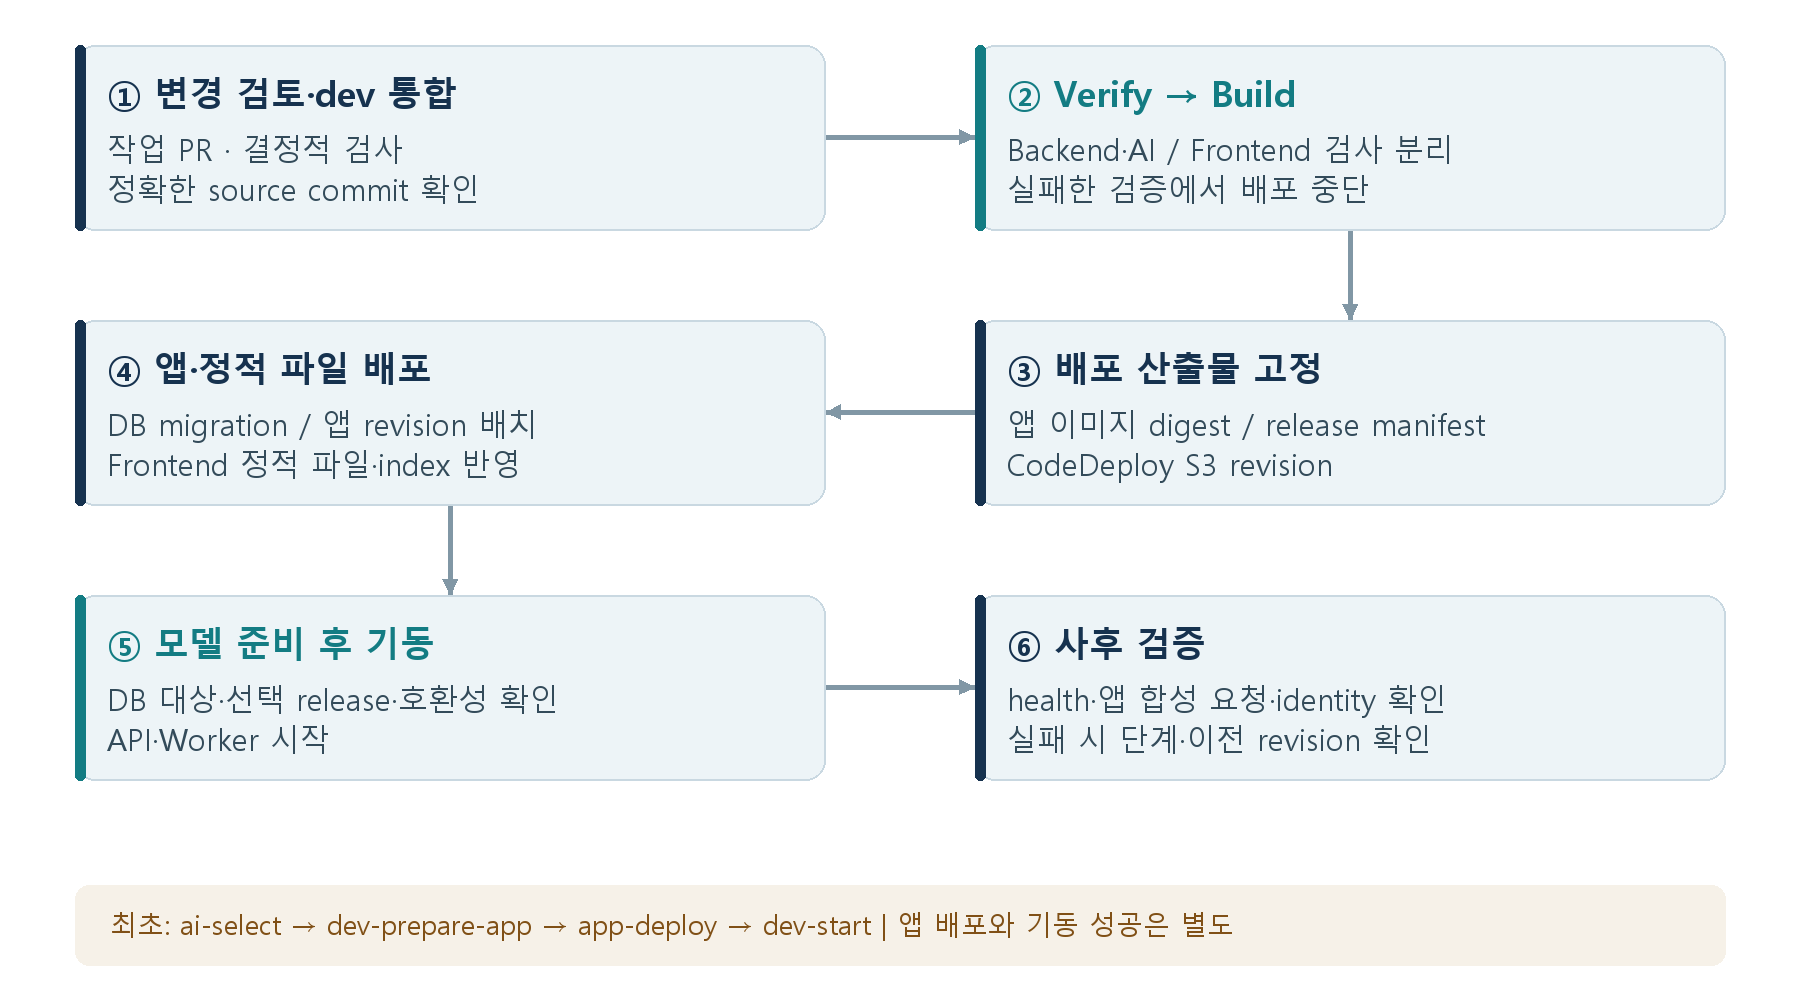 ① 변경 검토·dev 통합
작업 PR · 결정적 검사
정확한 source commit 확인
② Verify → Build
Backend·AI / Frontend 검사 분리
실패한 검증에서 배포 중단
③ 배포 산출물 고정
앱 이미지 digest / release manifest
CodeDeploy S3 revision
④ 앱·정적 파일 배포
DB migration / 앱 revision 배치
Frontend 정적 파일·index 반영
⑤ 모델 준비 후 기동
DB 대상·선택 release·호환성 확인
API·Worker 시작
⑥ 사후 검증
health·앱 합성 요청·identity 확인
실패 시 단계·이전 revision 확인
최초: ai-select → dev-prepare-app → app-deploy → dev-start | 앱 배포와 기동 성공은 별도